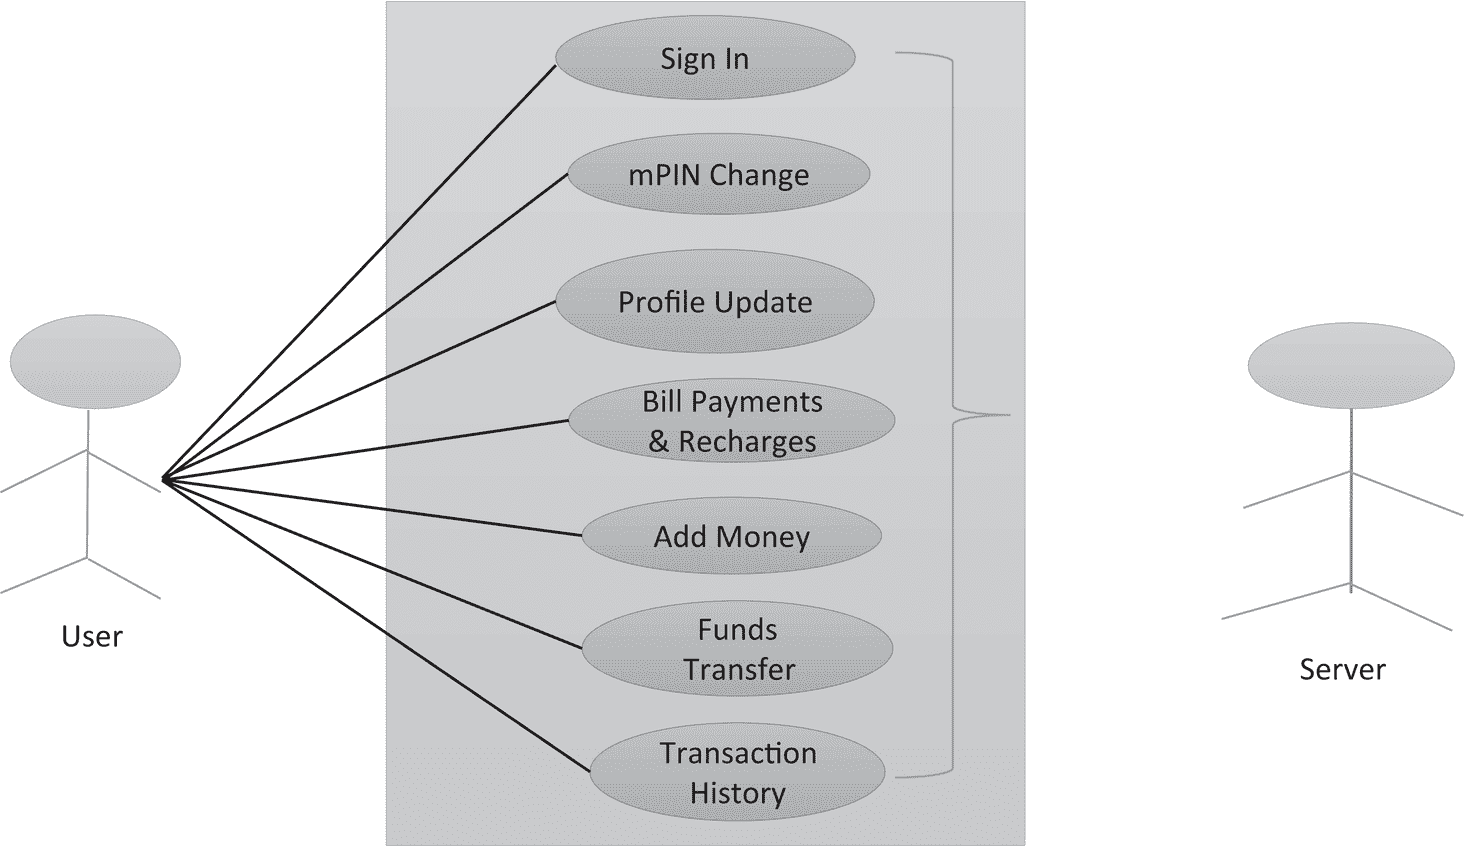 Sign In
mPIN Change
Profile Update
Bill Payments
& Recharges
Add Money
Funds
Transfer
Transaction
History
User
Server